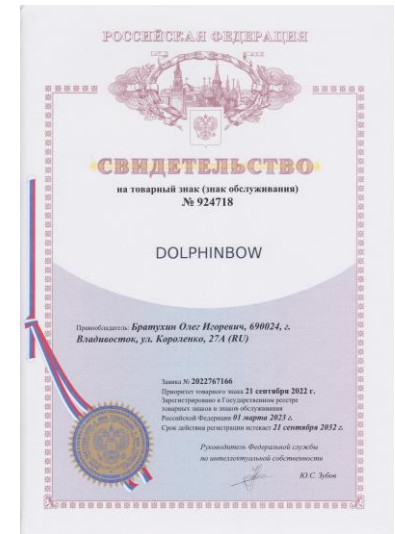 РОССИЙСКАЯ ФЕДЕРАЦИЯ
СВИДЕТЕЛЬСТВО
на товарный знак (знак обслуживания)
№ 924718
DOLPHINBOW
Правообладатель: Братухин Олег Игоревич, 690024, г.
Владивосток, ул. Короленко, 27А (RU)
Заявка № 2022767166
Приоритет товарного знака 21 сентября 2022 г.
Зарегистрировано в Государственном реестре
товарных знаков и знаков обслуживания
Российской Федерации 01 марта 2023 г.
Срок действия регистрации истекает 21 сентября 2032 г.
Руководитель Федеральной службы
по интеллектуальной собственности
Ю.С. Зубов